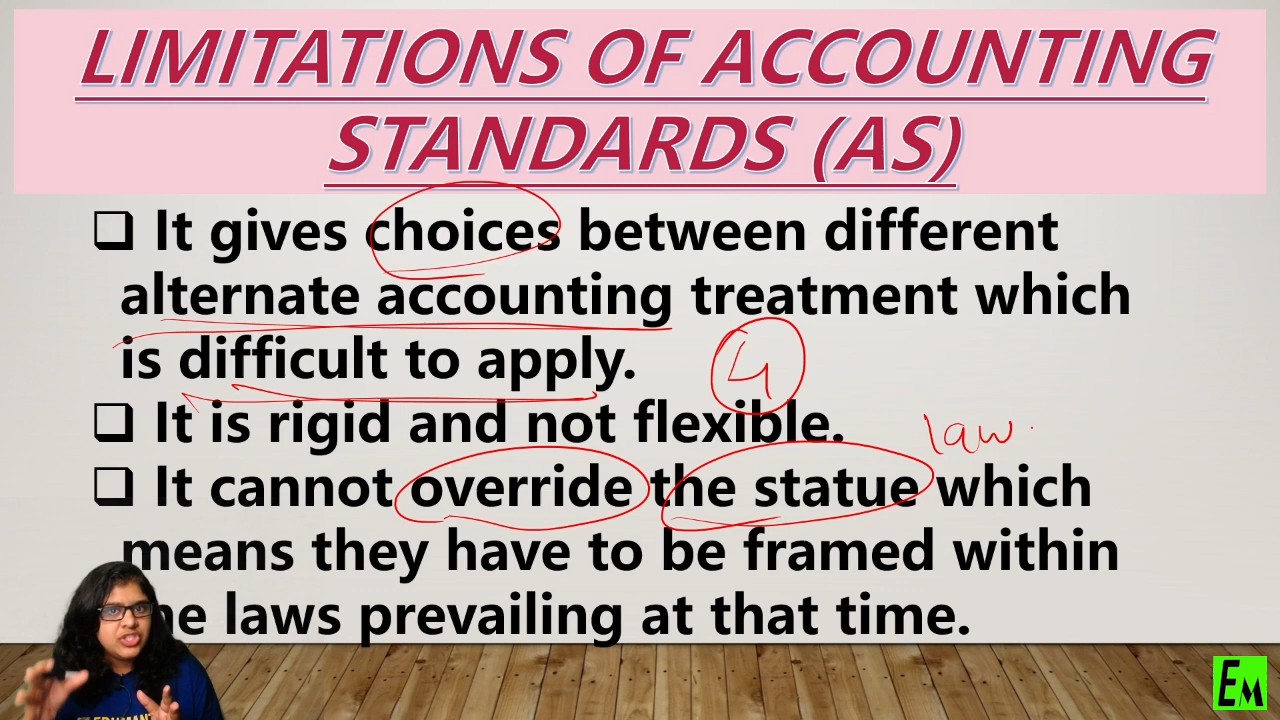 LIMITATIONS OF ACCOUNTING
STANDARDS (AS)
❑ It gives choices between different
alternate accounting treatment which
is difficult to apply.
4
❑ It is rigid and not flexible.
law.
❑ It cannot override the statue which
means they have to be framed within
laws prevailing at that time.
EM